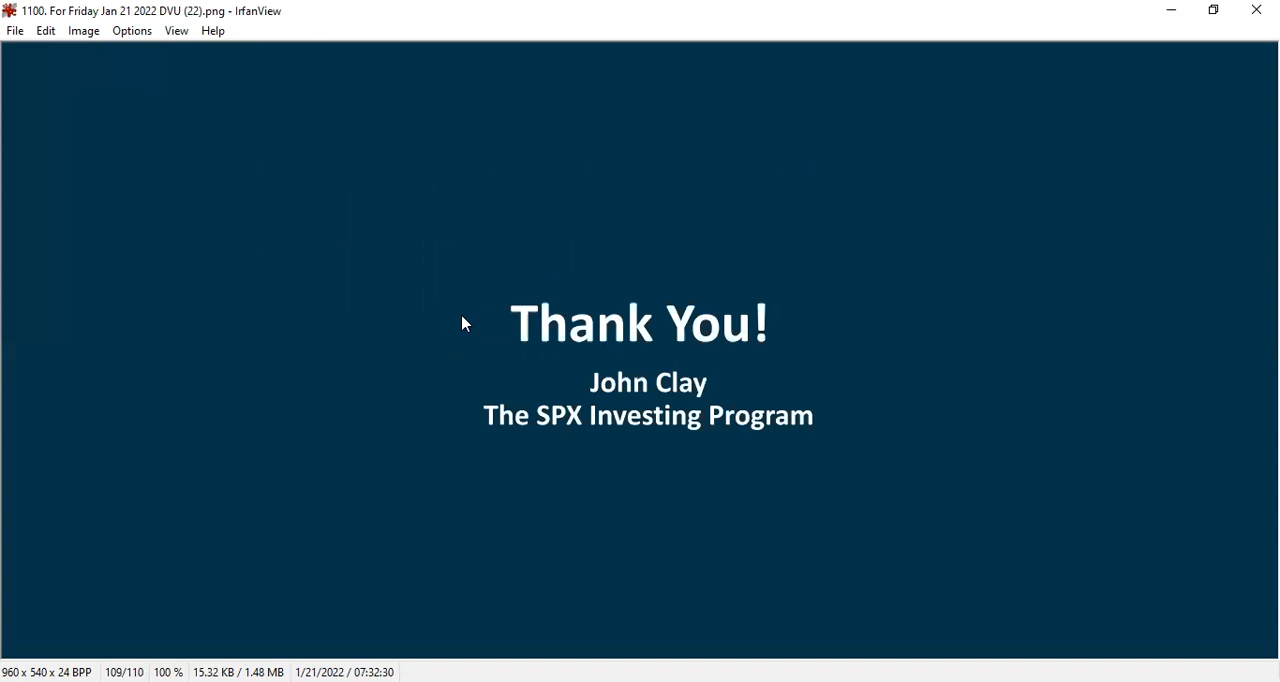 1100. For Friday Jan 21 2022 DVU (22).png - IrfanView
File Edit Image Options View Help
Thank You!
John Clay
The SPX Investing Program
960 x 540 x 24 BPP 109/110 100 % 15.32 KB / 1.48 MB 1/21/2022 / 07:32:30